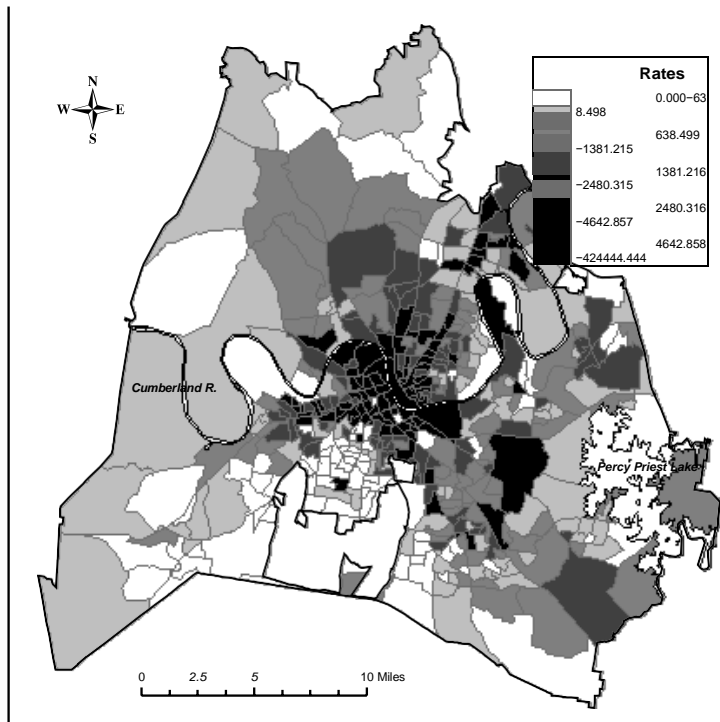 Rates
0.000−63
8.498
638.499
−1381.215
1381.216
−2480.315
2480.316
−4642.857
4642.858
−424444.444
N
W E
S
Cumberland R.
Percy Priest Lake
0 2.5 5 10 Miles